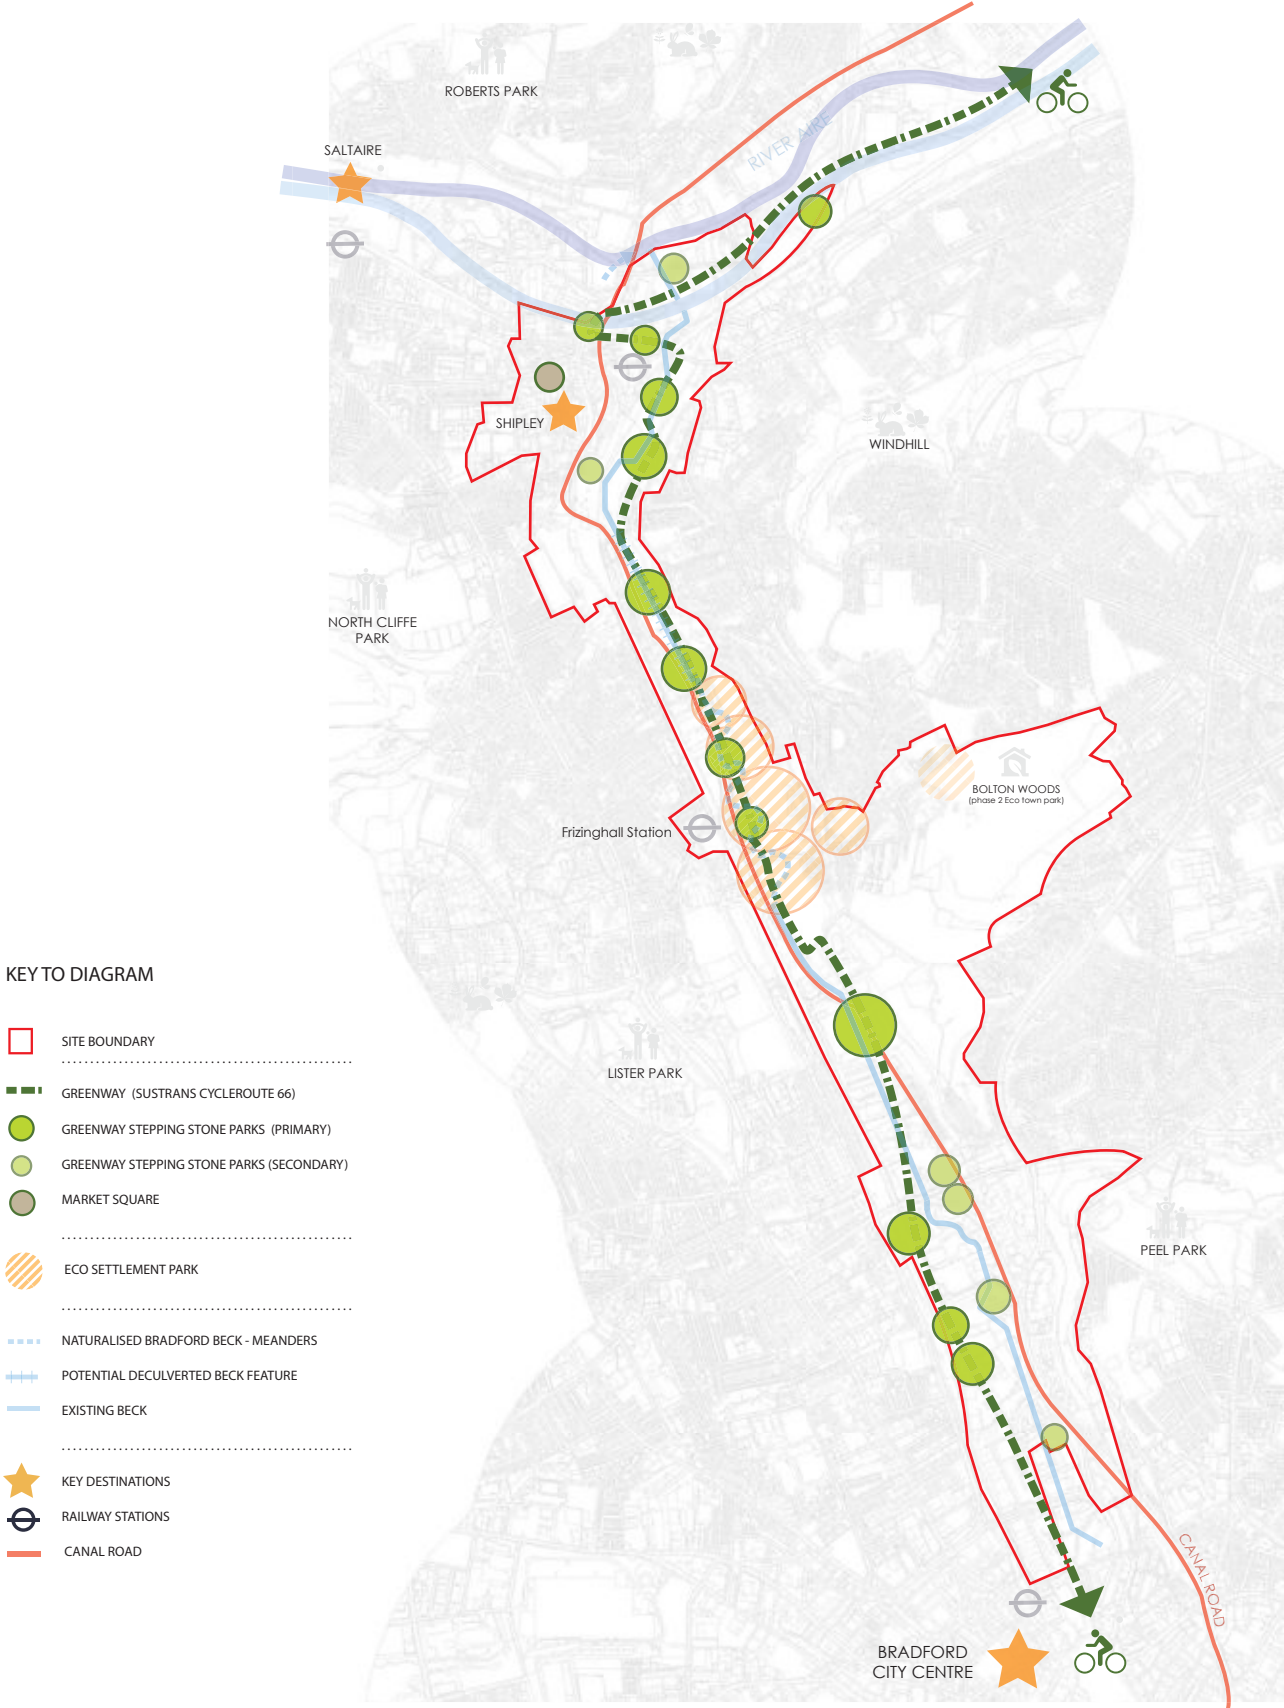 ROBERTS PARK
SALTAIRE
RIVER AIRE
SHIPLEY
WINDHILL
NORTH CLIFFE
PARK
BOLTON WOODS
(phase 2 Eco town park)
Frizinghall Station
LISTER PARK
PEEL PARK
CANAL ROAD
BRADFORD
CITY CENTRE
KEY TO DIAGRAM
SITE BOUNDARY
GREENWAY (SUSTRANS CYCLEROUTE 66)
GREENWAY STEPPING STONE PARKS (PRIMARY)
GREENWAY STEPPING STONE PARKS (SECONDARY)
MARKET SQUARE
ECO SETTLEMENT PARK
NATURALISED BRADFORD BECK - MEANDERS
POTENTIAL DECULVERTED BECK FEATURE
EXISTING BECK
KEY DESTINATIONS
RAILWAY STATIONS
CANAL ROAD